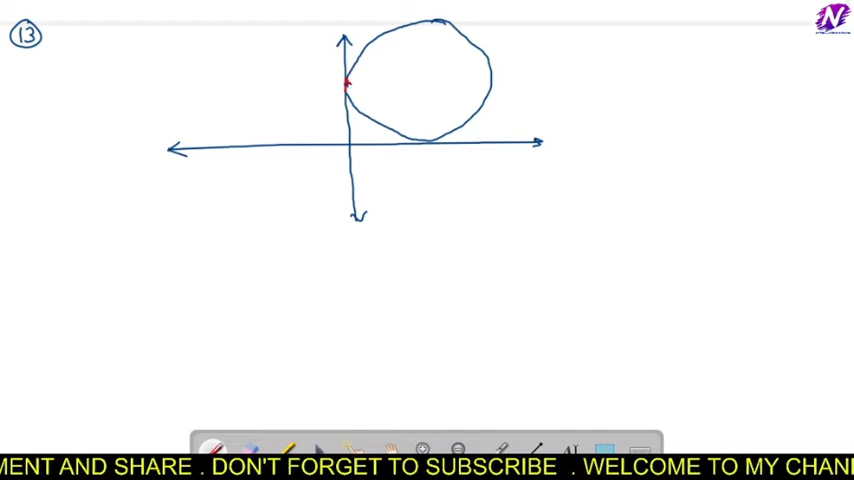 13
N
MENT AND SHARE . DON'T FORGET TO SUBSCRIBE . WELCOME TO MY CHAN